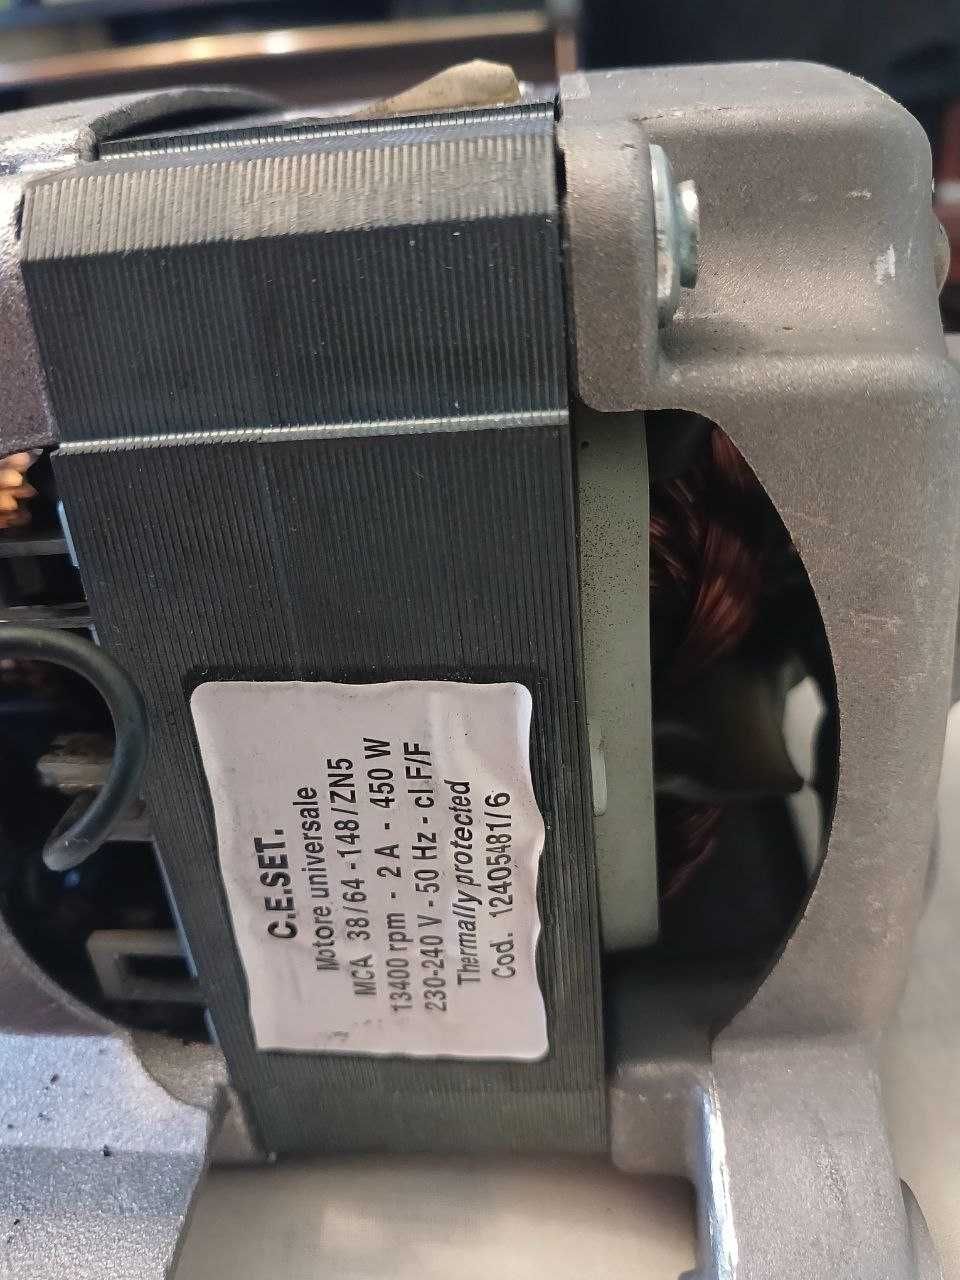 C.E.SET.
Motore universale
MCA 38/64 -148/ZN5
13400 rpm - 2 A - 450 W
230-240 V - 50 Hz - cl.F/F
Thermally protected
Cod. 12405481/6